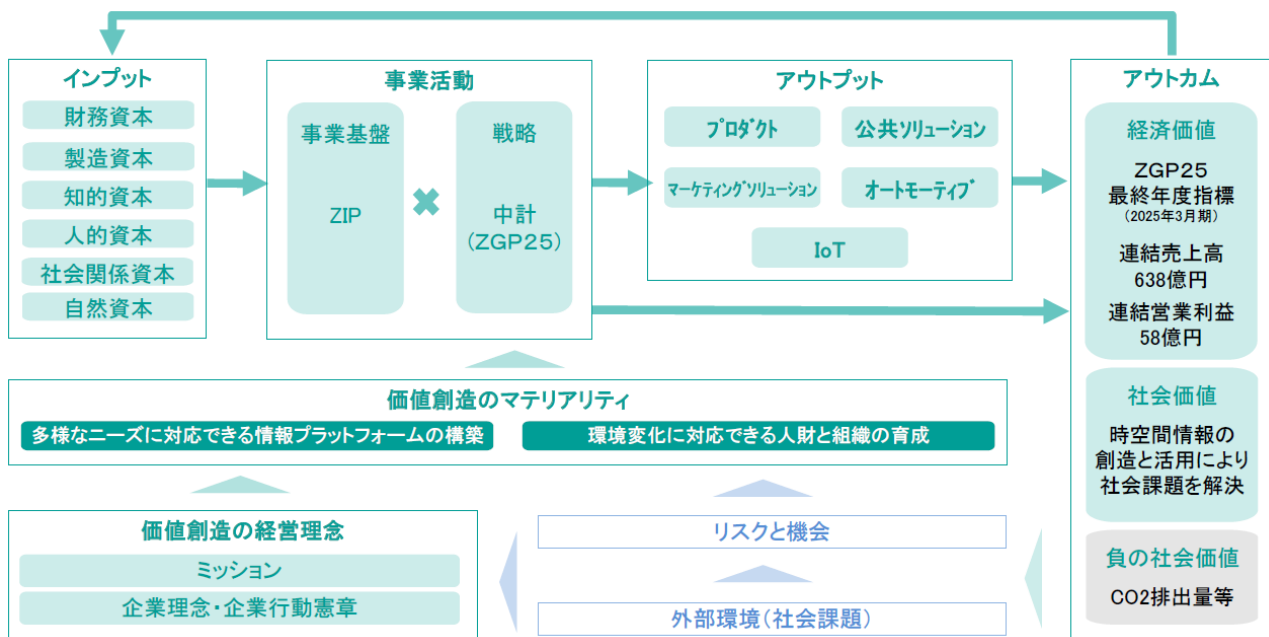 インプット
財務資本
製造資本
知的資本
人的資本
社会関係資本
自然資本
事業活動
事業基盤
ZIP
戦略
中計
(ZGP25)
アウトプット
プロダクト
公共ソリューション
マーケティングソリューション
オートモーティブ
IoT
アウトカム
経済価値
ZGP25
最終年度指標
(2025年3月期)
連結売上高
638億円
連結営業利益
58億円
社会価値
時空間情報の
創造と活用により
社会課題を解決
負の社会価値
CO2排出量等
価値創造のマテリアリティ
多様なニーズに対応できる情報プラットフォームの構築
環境変化に対応できる人財と組織の育成
価値創造の経営理念
ミッション
企業理念・企業行動憲章
リスクと機会
外部環境(社会課題)